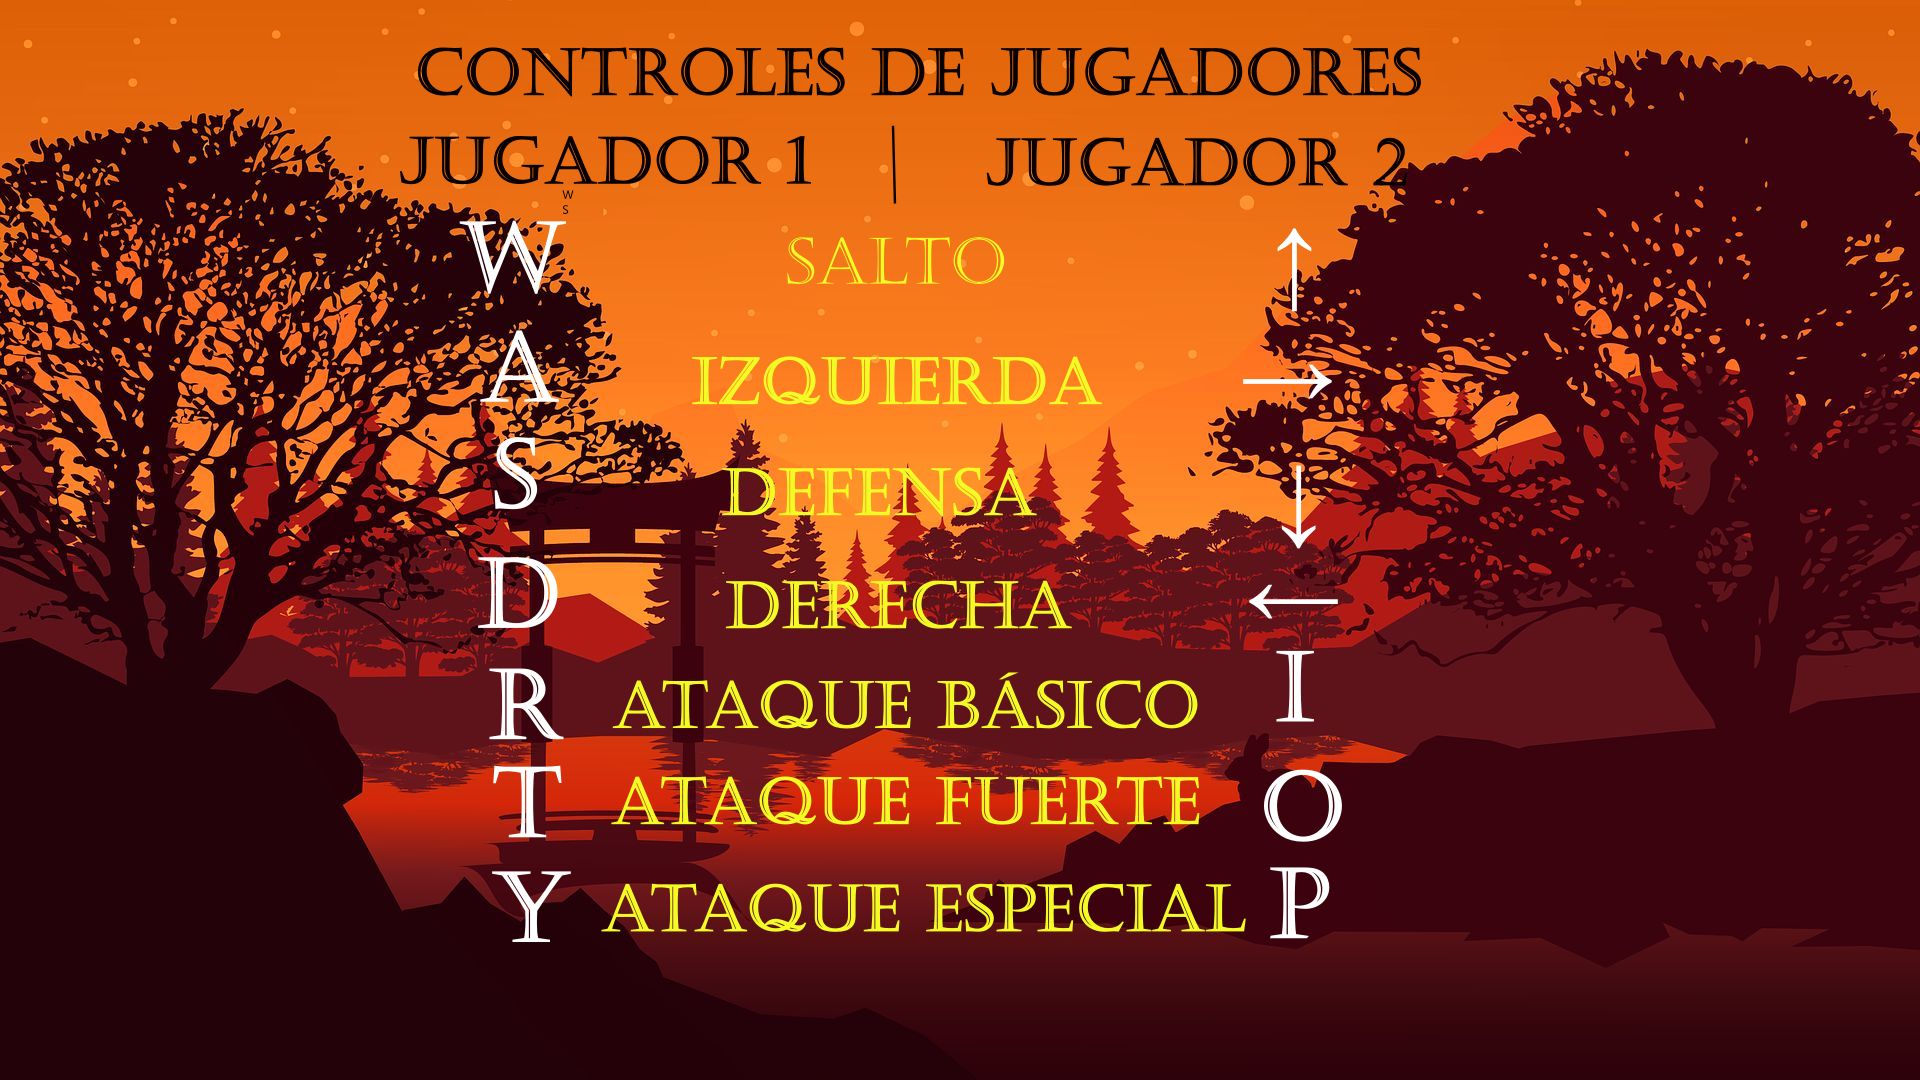 CONTROLES DE JUGADORES
JUGADOR 1 | JUGADOR 2
W
S
W SALTO ↑
A IZQUIERDA →
S DEFENSA ↓
D DERECHA ←
R ATAQUE BÁSICO I
T ATAQUE FUERTE O
Y ATAQUE ESPECIAL P